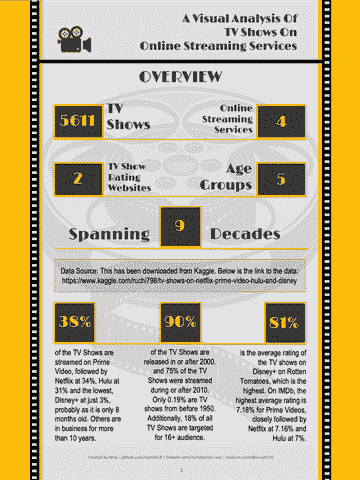 A Visual Analysis Of
TV Shows On
Online Streaming Services
OVERVIEW
5611
TV
Shows
Online
Streaming
Services
4
2
TV Show
Rating
Websites
Age
Groups
5
Spanning
9
Decades
Data Source: This has been downloaded from Kaggle. Below is the link to the data:
https://www.kaggle.com/ruchi798/tv-shows-on-netflix-prime-video-hulu-and-disney
38%
of the TV Shows are
streamed on Prime
Video, followed by
Netflix at 34%, Hulu at
31% and the lowest,
Disney+ at just 3%,
probably as it is only 8
months old. Others are
in business for more
than 10 years.
90%
of the TV Shows are
released in or after 2000.
and 75% of the TV
Shows were streamed
during or after 2010.
Only 0.19% are TV
shows from before 1950.
Additionally, 18% of all
TV Shows are targeted
for 16+ audience.
81%
is the average rating of
the TV shows on
Disney+ on Rotten
Tomatoes, which is the
highest. On IMDb, the
highest average rating is
7.18% for Prime Videos,
closely followed by
Netflix at 7.16% and
Hulu at 7%.
1